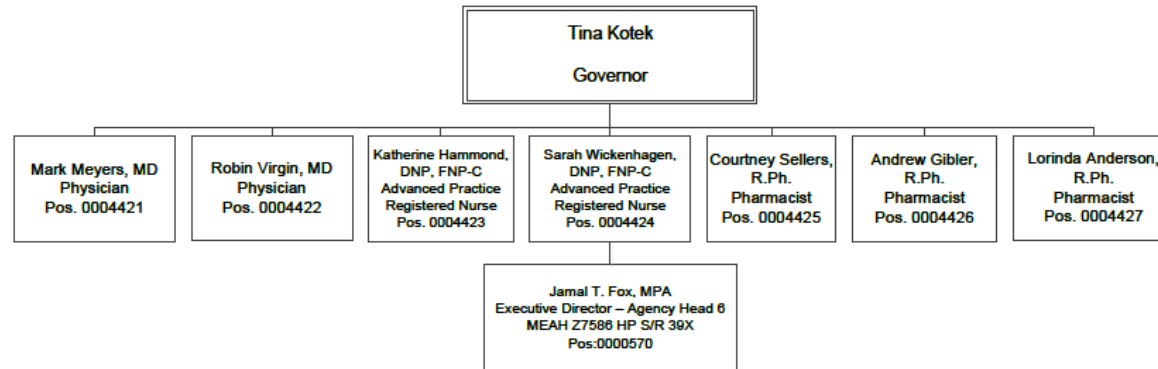 Tina Kotek
Governor
Mark Meyers, MD
Physician
Pos. 0004421
Robin Virgin, MD
Physician
Pos. 0004422
Katherine Hammond,
DNP, FNP-C
Advanced Practice
Registered Nurse
Pos. 0004423
Sarah Wickenhagen,
DNP, FNP-C
Advanced Practice
Registered Nurse
Pos. 0004424
Courtney Sellers,
R.Ph.
Pharmacist
Pos. 0004425
Andrew Gibler,
R.Ph.
Pharmacist
Pos. 0004426
Lorinda Anderson,
R.Ph.
Pharmacist
Pos. 0004427
Jamal T. Fox, MPA
Executive Director – Agency Head 6
MEAH Z7586 HP S/R 39X
Pos:0000570